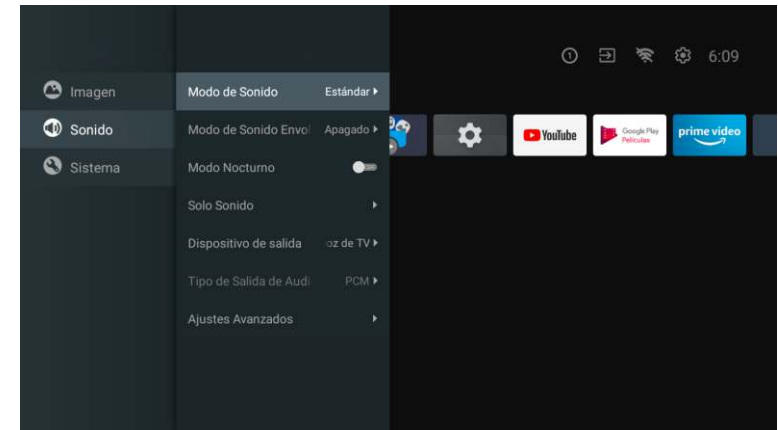 1
6:09
Imagen
Sonido
Sistema
Modo de Sonido Estándar
Modo de Sonido Envol Apagado
Modo Nocturno
Solo Sonido
Dispositivo de salida oz de TV
Tipo de Salida de Audi PCM
Ajustes Avanzados
YouTube
Google Play
Películas
prime video